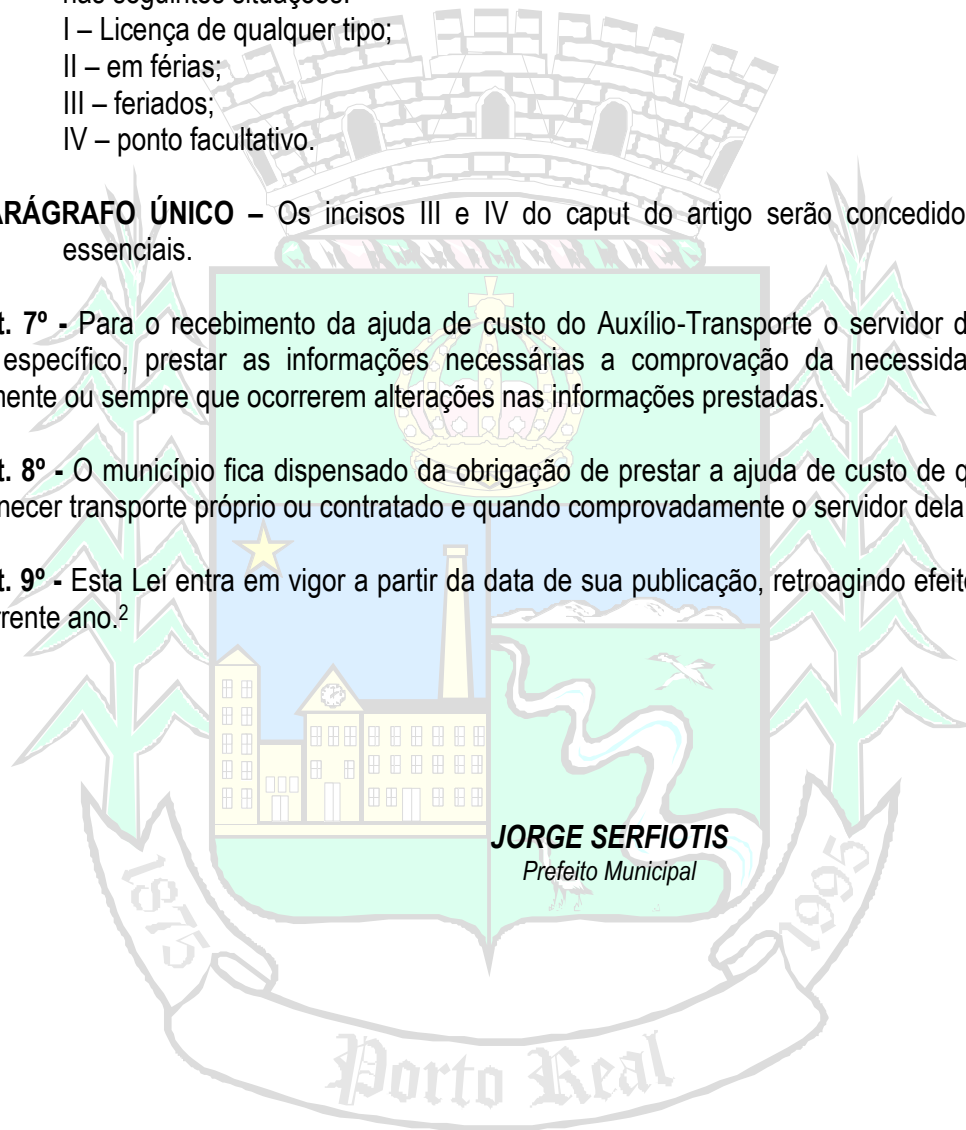 nas seguintes situações:
I – Licença de qualquer tipo;
II – em férias;
III – feriados;
IV – ponto facultativo.
ARÁGRAFO ÚNICO – Os incisos III e IV do caput do artigo serão concedido
essenciais.
t. 7º - Para o recebimento da ajuda de custo do Auxílio-Transporte o servidor d
específico, prestar as informações necessárias a comprovação da necessida
mente ou sempre que ocorrerem alterações nas informações prestadas.
t. 8º - O município fica dispensado da obrigação de prestar a ajuda de custo de q
necer transporte próprio ou contratado e quando comprovadamente o servidor dela
t. 9º - Esta Lei entra em vigor a partir da data de sua publicação, retroagindo efeit
rrente ano.2
JORGE SERFIOTIS
Prefeito Municipal
1875
1995
Porto Real